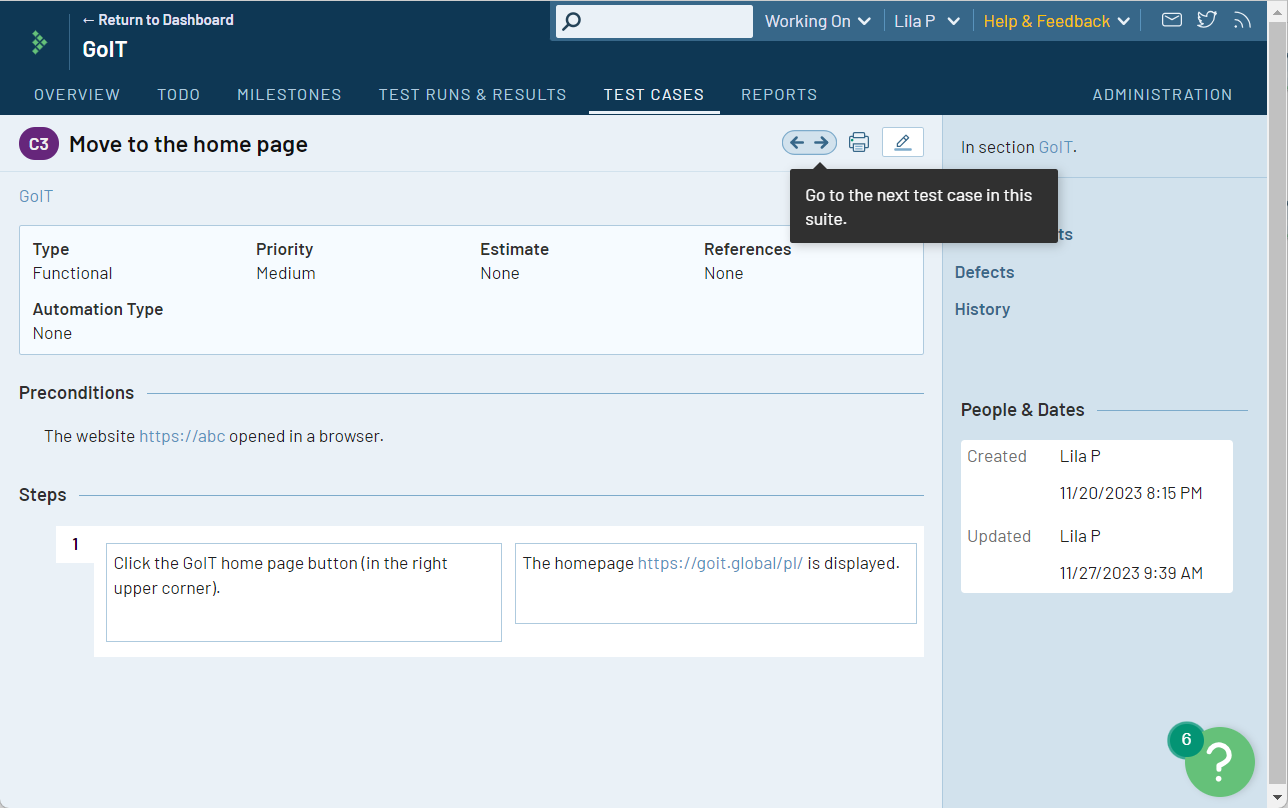 ← Return to Dashboard
GoIT
Working On
Lila P
Help & Feedback
OVERVIEW
TODO
MILESTONES
TEST RUNS & RESULTS
TEST CASES
REPORTS
ADMINISTRATION
C3
Move to the home page
In section GoIT.
Go to the next test case in this
suite.
GoIT
Type
Functional
Priority
Medium
Estimate
None
References
None
Automation Type
None
Defects
History
Preconditions
The website https://abc opened in a browser.
Steps
1
Click the GoIT home page button (in the right
upper corner).
The homepage https://goit.global/pl/ is displayed.
People & Dates
Created
Lila P
11/20/2023 8:15 PM
Updated
Lila P
11/27/2023 9:39 AM
6
?